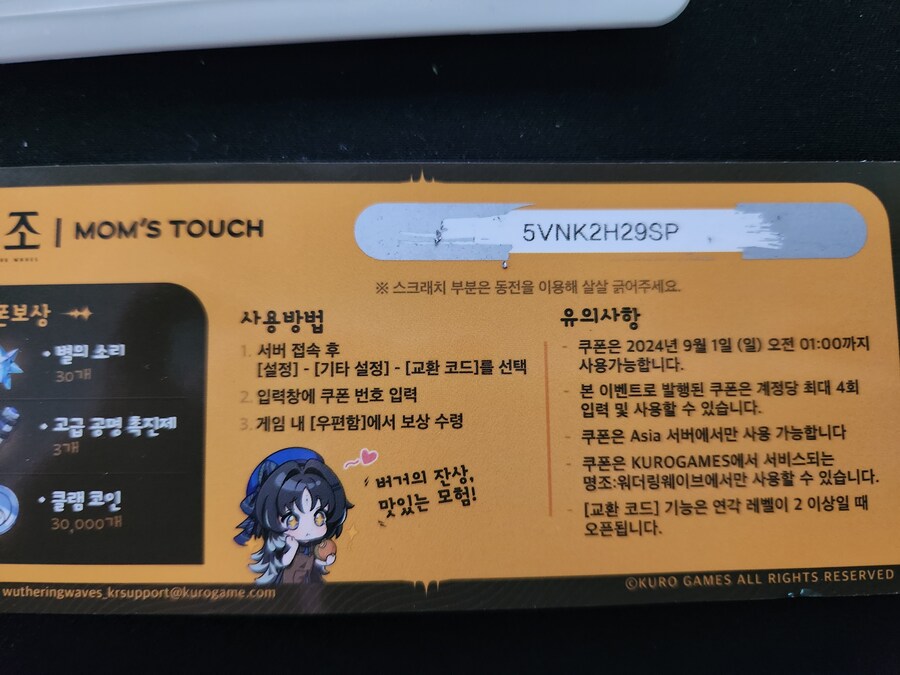 조 | MOM'S TOUCH
5VNK2H29SP
※ 스크래치 부분은 동전을 이용해 살살 긁어주세요.
폰보상
· 별의 소리
30개
· 고급 공명 촉진제
3개
· 클램 코인
30,000개
사용방법
1. 서버 접속 후
[설정] - [기타 설정] - [교환 코드]를 선택
2. 입력창에 쿠폰 번호 입력
3. 게임 내 [우편함]에서 보상 수령
버거의 잔상,
맛있는 모험!
유의사항
- 쿠폰은 2024년 9월 1일 (일) 오전 01:00까지
사용가능합니다.
- 본 이벤트로 발행된 쿠폰은 계정당 최대 4회
입력 및 사용할 수 있습니다.
- 쿠폰은 Asia 서버에서만 사용 가능합니다
- 쿠폰은 KUROGAMES에서 서비스되는
명조:워더링웨이브에서만 사용할 수 있습니다.
- [교환 코드] 기능은 연각 레벨이 2 이상일 때
오픈됩니다.
wutheringwaves_krsupport@kurogame.com
©KURO GAMES ALL RIGHTS RESERVED